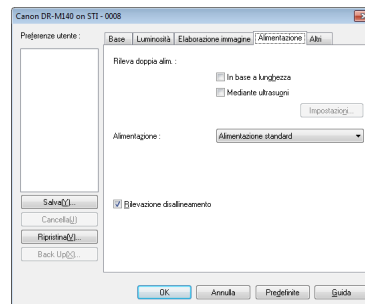 Canon DR-M140 on STI - 0008
Preferenze utente :
Base
Luminosità
Elaborazione immagine
Alimentazione
Altri
Rileva doppia alim. :
In base a lunghezza
Mediante ultrasuoni
Impostazioni...
Alimentazione :
Alimentazione standard
Rilevazione disallineamento
Salva(Y)...
Cancella(J)
Ripristina(V)...
Back Up(X)...
OK
Annulla
Predefinite
Guida